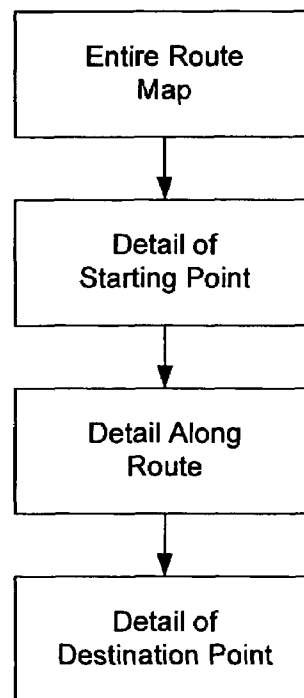 Entire Route
Map
Detail of
Starting Point
Detail Along
Route
Detail of
Destination Point